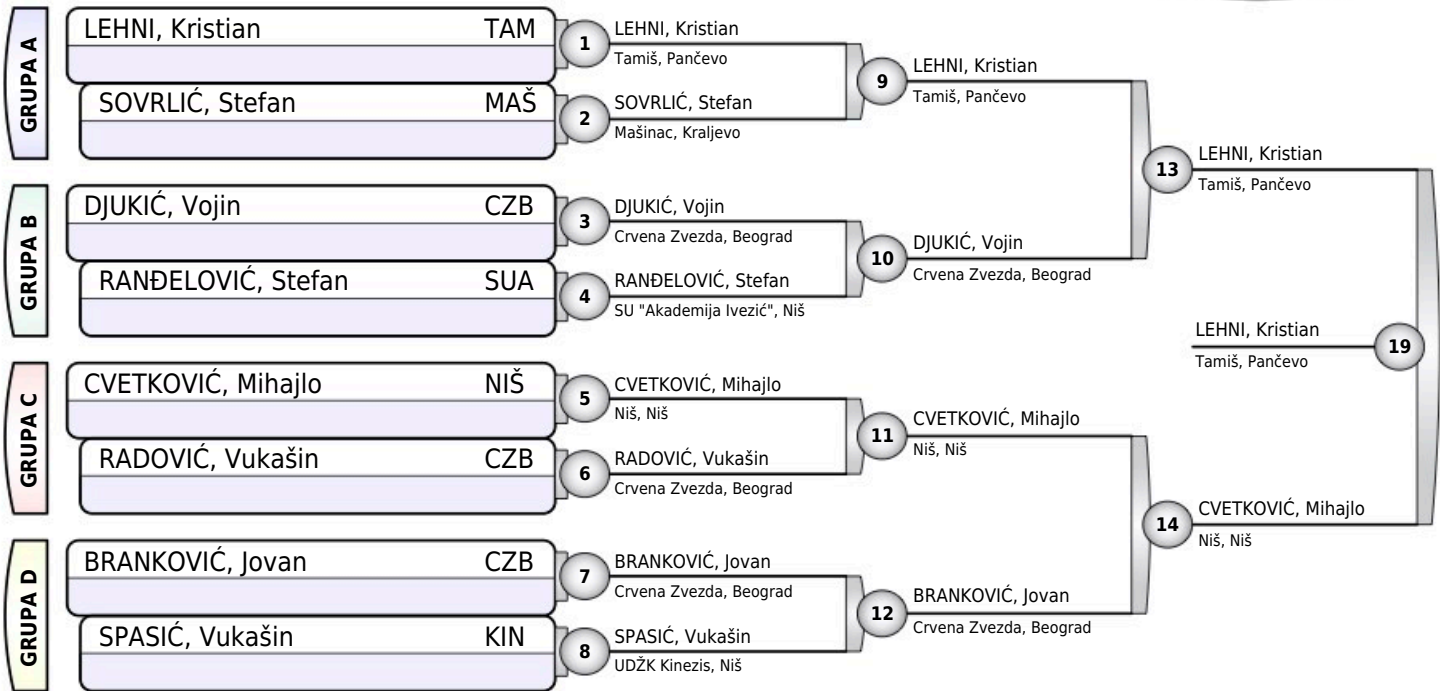 GRUPA A
LEHNI, Kristian TAM
SOVRLIĆ, Stefan MAŠ
GRUPA B
DJUKIĆ, Vojin CZB
RANĐELOVIĆ, Stefan SUA
GRUPA C
CVETKOVIĆ, Mihajlo NIŠ
RADOVIĆ, Vukašin CZB
GRUPA D
BRANKOVIĆ, Jovan CZB
SPASIĆ, Vukašin KIN
1
LEHNI, Kristian
Tamiš, Pančevo
2
SOVRLIĆ, Stefan
Mašinac, Kraljevo
3
DJUKIĆ, Vojin
Crvena Zvezda, Beograd
4
RANĐELOVIĆ, Stefan
SU "Akademija Ivezić", Niš
5
CVETKOVIĆ, Mihajlo
Niš, Niš
6
RADOVIĆ, Vukašin
Crvena Zvezda, Beograd
7
BRANKOVIĆ, Jovan
Crvena Zvezda, Beograd
8
SPASIĆ, Vukašin
UDŽK Kinezis, Niš
9
LEHNI, Kristian
Tamiš, Pančevo
10
DJUKIĆ, Vojin
Crvena Zvezda, Beograd
11
CVETKOVIĆ, Mihajlo
Niš, Niš
12
BRANKOVIĆ, Jovan
Crvena Zvezda, Beograd
13
LEHNI, Kristian
Tamiš, Pančevo
14
CVETKOVIĆ, Mihajlo
Niš, Niš
LEHNI, Kristian
Tamiš, Pančevo
19